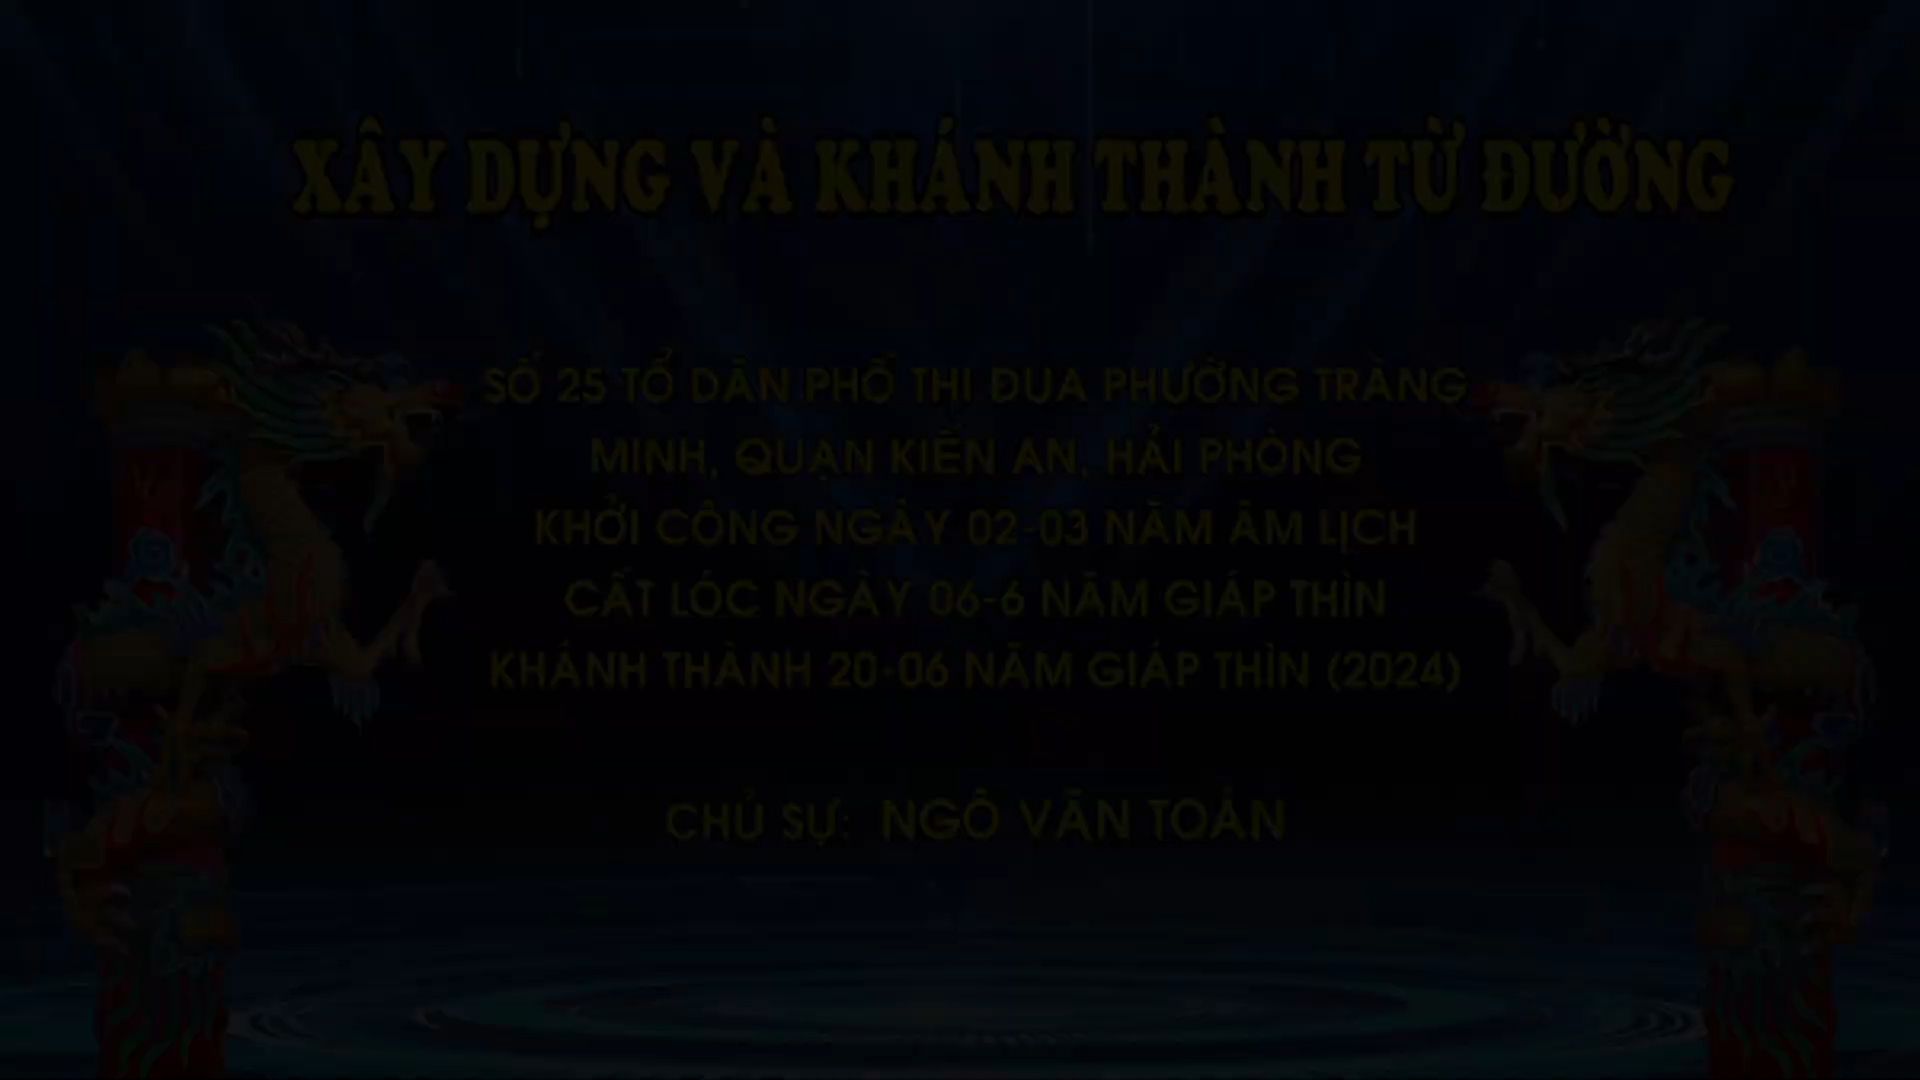 XÂY DỰNG VÀ KHÁNH THÀNH TỪ ĐƯỜNG
SỐ 25 TỔ DÂN PHỐ THI ĐUA PHƯỜNG TRÀNG
MINH, QUẬN KIẾN AN, HẢI PHÒNG
KHỞI CÔNG NGÀY 02-03 NĂM ÂM LỊCH
CẤT LÓC NGÀY 06-6 NĂM GIÁP THÌN
KHÁNH THÀNH 20-06 NĂM GIÁP THÌN (2024)
CHỦ SỰ: NGÔ VĂN TOẢN